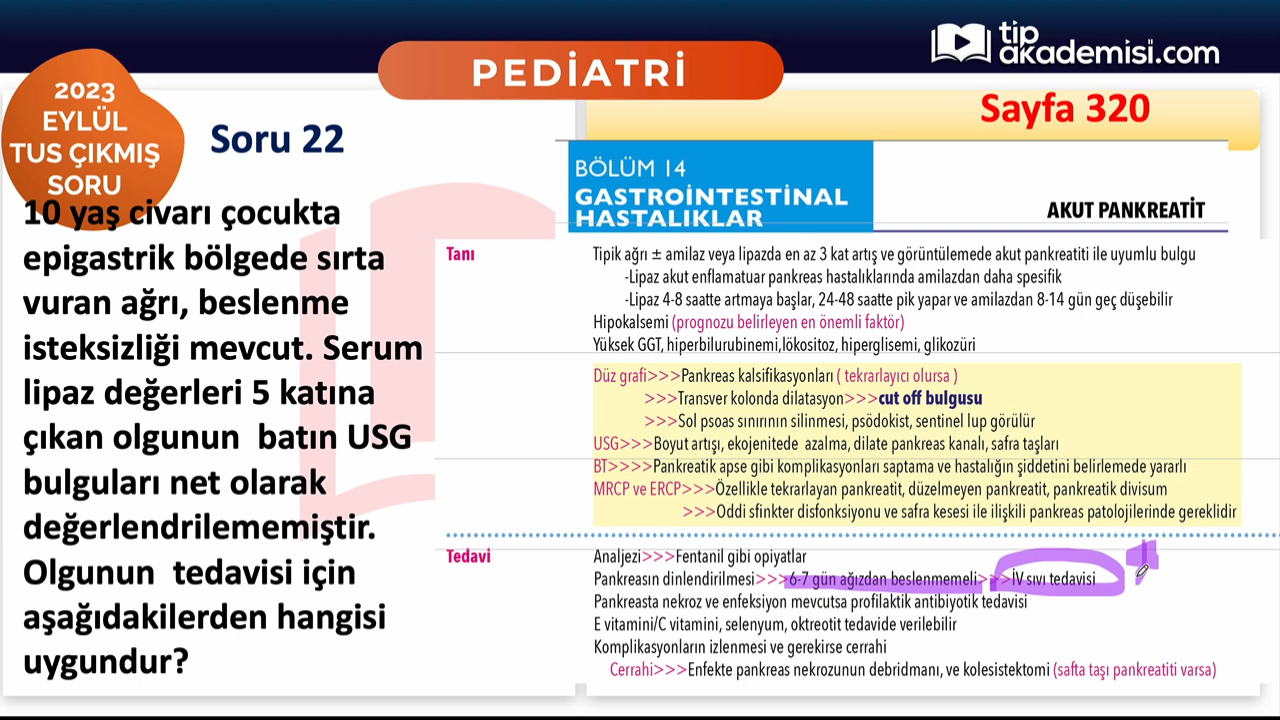 tıp
akademisi.com
PEDİATRİ
2023
EYLÜL
TUS ÇIKMIŞ
SORU
Soru 22
10 yaş civarı çocukta
epigastrik bölgede sırta
vuran ağrı, beslenme
isteksizliği mevcut. Serum
lipaz değerleri 5 katına
çıkan olgunun batın USG
bulguları net olarak
değerlendrilememiştir.
Olgunun tedavisi için
aşağıdakilerden hangisi
uygundur?
Sayfa 320
BÖLÜM 14
GASTROİNTESTİNAL
HASTALIKLAR
AKUT PANKREATİT
Tanı
Tipik ağrı ± amilaz veya lipazda en az 3 kat artış ve görüntülemede akut pankreatiti ile uyumlu bulgu
-Lipaz akut enflamatuar pankreas hastalıklarında amilazdan daha spesifik
-Lipaz 4-8 saatte artmaya başlar, 24-48 saatte pik yapar ve amilazdan 8-14 gün geç düşebilir
Hipokalsemi (prognozu belirleyen en önemli faktör)
Yüksek GGT, hiperbilurubinemi,lökositoz, hiperglisemi, glikozüri
Düz grafi>>>Pankreas kalsifikasyonları ( tekrarlayıcı olursa )
>>>Transver kolonda dilatasyon>>>cut off bulgusu
>>>Sol psoas sınırının silinmesi, psödokist, sentinel lup görülür
USG>>>Boyut artışı, ekojenitede azalma, dilate pankreas kanalı, safra taşları
BT>>>>Pankreatik apse gibi komplikasyonları saptama ve hastalığın şiddetini belirlemede yararlı
MRCP ve ERCP>>>Özellikle tekrarlayan pankreatit, düzelmeyen pankreatit, pankreatik divisum
>>>Oddi sfinkter disfonksiyonu ve safra kesesi ile ilişkili pankreas patolojilerinde gereklidir
Tedavi
Analjezi>>>Fentanil gibi opiyatlar
Pankreasın dinlendirilmesi>>>6-7 gün ağızdan beslenmemeli>>>İV sıvı tedavisi
Pankreasta nekroz ve enfeksiyon mevcutsa profilaktik antibiyotik tedavisi
E vitamini/C vitamini, selenyum, oktreotit tedavide verilebilir
Komplikasyonların izlenmesi ve gerekirse cerrahi
Cerrahi>>>Enfekte pankreas nekrozunun debridmanı, ve kolesistektomi (safta taşı pankreatiti varsa)